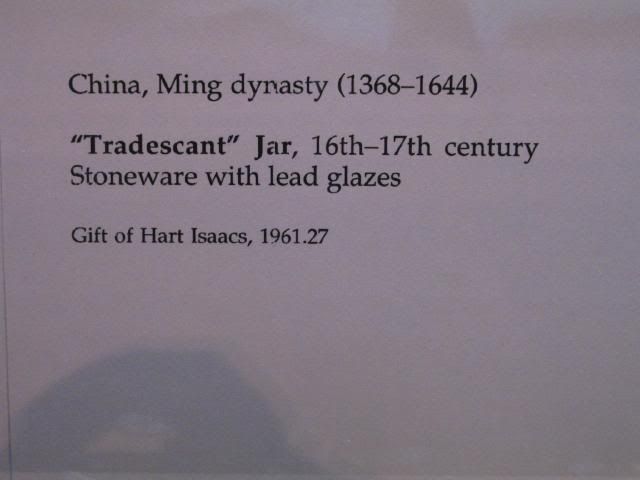 China, Ming dynasty (1368–1644)
"Tradescant" Jar, 16th–17th century
Stoneware with lead glazes
Gift of Hart Isaacs, 1961.27